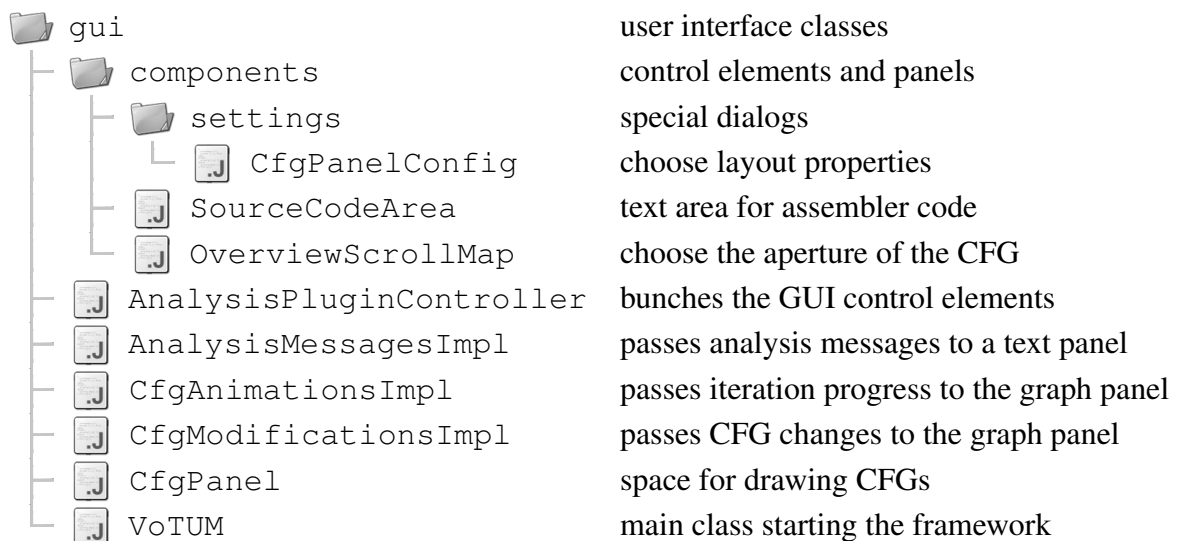 gui user interface classes
components control elements and panels
settings special dialogs
.J CfgPanelConfig choose layout properties
.J SourceCodeArea text area for assembler code
.J OverviewScrollMap choose the aperture of the CFG
.J AnalysisPluginController bunches the GUI control elements
.J AnalysisMessagesImpl passes analysis messages to a text panel
.J CfgAnimationsImpl passes iteration progress to the graph panel
.J CfgModificationsImpl passes CFG changes to the graph panel
.J CfgPanel space for drawing CFGs
.J VoTUM main class starting the framework